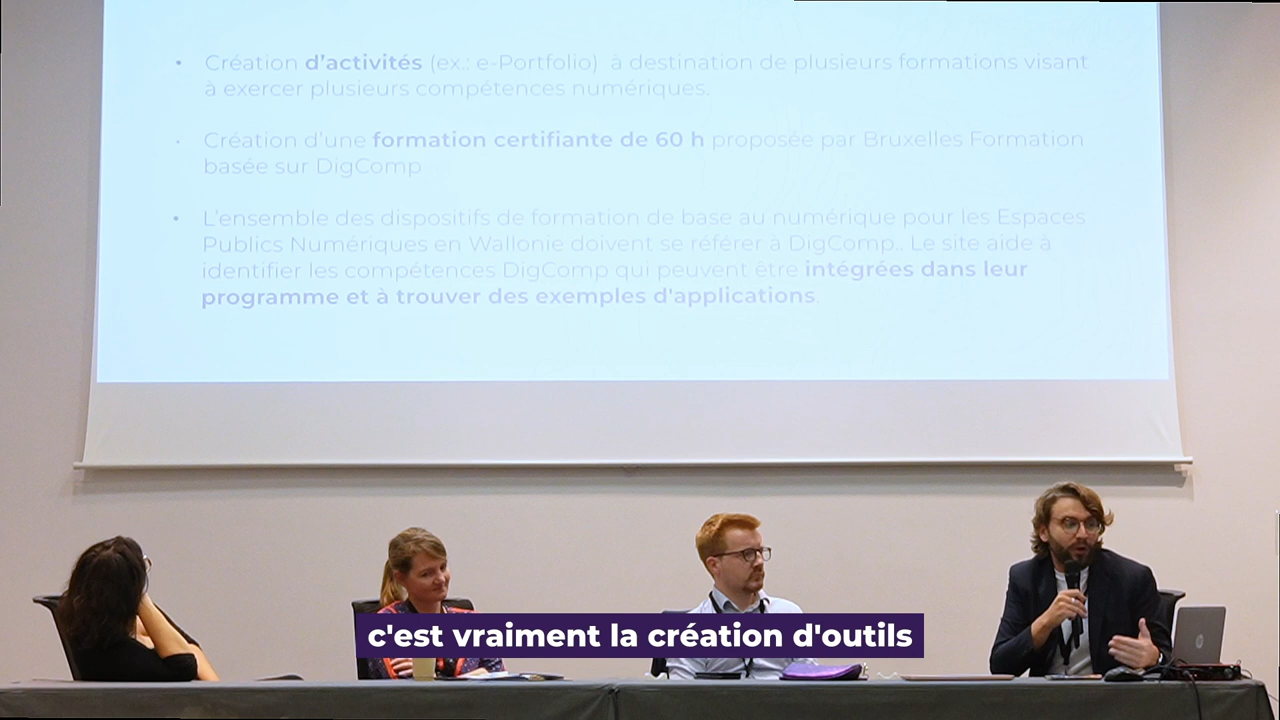 • Création d'activités (ex.: e-Portfolio) à destination de plusieurs formations visant
à exercer plusieurs compétences numériques.
• Création d'une formation certifiante de 60 h proposée par Bruxelles Formation
basée sur DigComp
• L'ensemble des dispositifs de formation de base au numérique pour les Espaces
Publics Numériques en Wallonie doivent se référer à DigComp,. Le site aide à
identifier les compétences DigComp qui peuvent être intégrées dans leur
programme et à trouver des exemples d'applications.
c'est vraiment la création d'outils